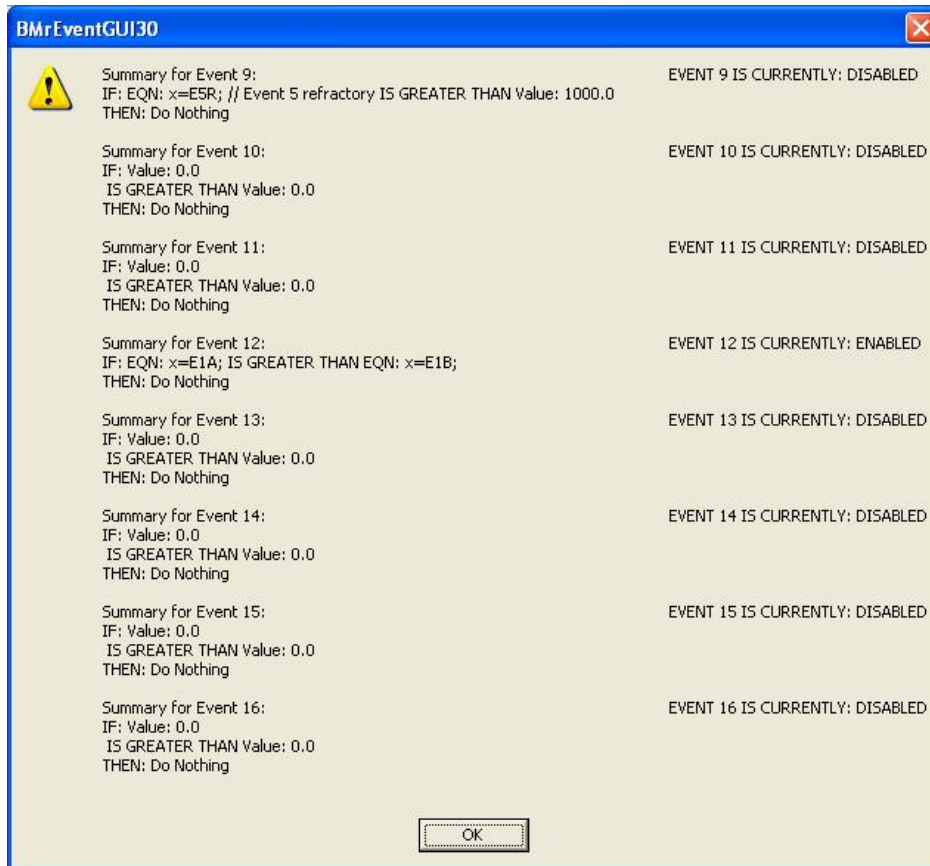 BMrEventGUI30
Summary for Event 9: EVENT 9 IS CURRENTLY: DISABLED
IF: EQN: x=E5R; // Event 5 refractory IS GREATER THAN Value: 1000.0
THEN: Do Nothing
Summary for Event 10: EVENT 10 IS CURRENTLY: DISABLED
IF: Value: 0.0
IS GREATER THAN Value: 0.0
THEN: Do Nothing
Summary for Event 11: EVENT 11 IS CURRENTLY: DISABLED
IF: Value: 0.0
IS GREATER THAN Value: 0.0
THEN: Do Nothing
Summary for Event 12: EVENT 12 IS CURRENTLY: ENABLED
IF: EQN: x=E1A; IS GREATER THAN EQN: x=E1B;
THEN: Do Nothing
Summary for Event 13: EVENT 13 IS CURRENTLY: DISABLED
IF: Value: 0.0
IS GREATER THAN Value: 0.0
THEN: Do Nothing
Summary for Event 14: EVENT 14 IS CURRENTLY: DISABLED
IF: Value: 0.0
IS GREATER THAN Value: 0.0
THEN: Do Nothing
Summary for Event 15: EVENT 15 IS CURRENTLY: DISABLED
IF: Value: 0.0
IS GREATER THAN Value: 0.0
THEN: Do Nothing
Summary for Event 16: EVENT 16 IS CURRENTLY: DISABLED
IF: Value: 0.0
IS GREATER THAN Value: 0.0
THEN: Do Nothing
OK